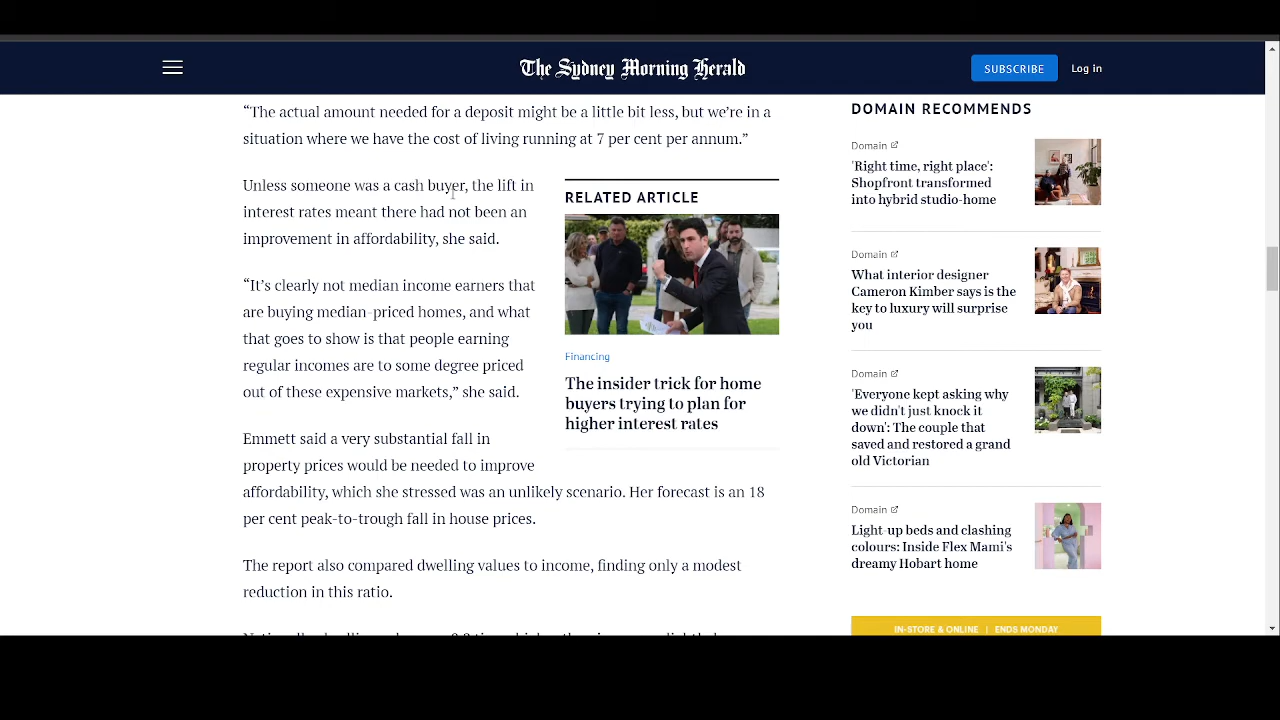 The Sydney Morning Herald
SUBSCRIBE
Log in
“The actual amount needed for a deposit might be a little bit less, but we’re in a
situation where we have the cost of living running at 7 per cent per annum.”
Unless someone was a cash buyer, the lift in
interest rates meant there had not been an
improvement in affordability, she said.
“It’s clearly not median income earners that
are buying median-priced homes, and what
that goes to show is that people earning
regular incomes are to some degree priced
out of these expensive markets,” she said.
Emmett said a very substantial fall in
property prices would be needed to improve
affordability, which she stressed was an unlikely scenario. Her forecast is an 18
per cent peak-to-trough fall in house prices.
The report also compared dwelling values to income, finding only a modest
reduction in this ratio.
RELATED ARTICLE
Financing
The insider trick for home
buyers trying to plan for
higher interest rates
DOMAIN RECOMMENDS
Domain
'Right time, right place':
Shopfront transformed
into hybrid studio-home
Domain
What interior designer
Cameron Kimber says is the
key to luxury will surprise
you
Domain
'Everyone kept asking why
we didn't just knock it
down': The couple that
saved and restored a grand
old Victorian
Domain
Light-up beds and clashing
colours: Inside Flex Mami's
dreamy Hobart home
IN-STORE & ONLINE | ENDS MONDAY